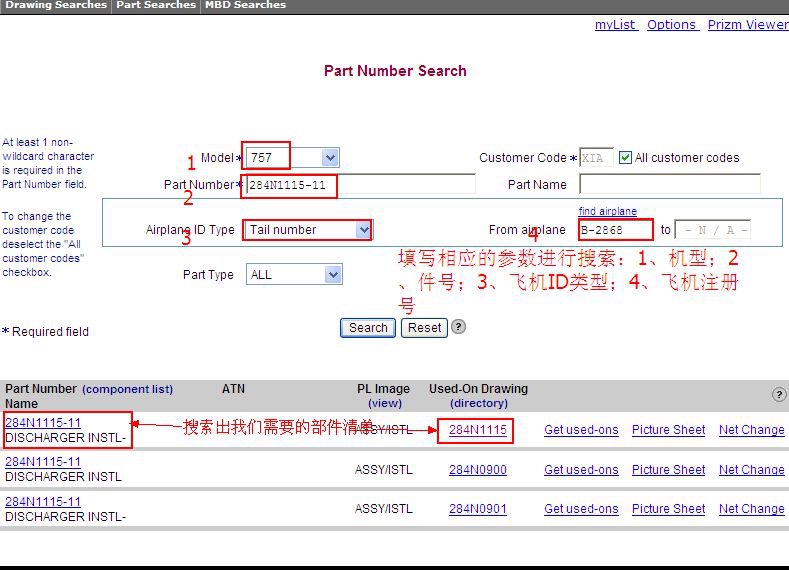 Drawing Searches | Part Searches | MBD Searches
myList Options Prizm Viewer
Part Number Search
At least 1 non-
wildcard character
is required in the
Part Number field.
To change the
customer code
deselect the "All
customer codes"
checkbox.
1 Model* 757 Customer Code * XIA All customer codes
Part Number* 284N1115-11 Part Name
2
find airplane
Airplane ID Type Tail number From airplane B-2868 to - N / A -
3
4
填写相应的参数进行搜索：1、机型；2
、件号；3、飞机ID类型；4、飞机注册
号
Part Type ALL
* Required field
Search Reset ?
Part Number (component list) ATN PL Image Used-On Drawing
Name (view) (directory) ?
284N1115-11 搜索出我们需要的部件清单 ASSY/ISTL 284N1115 Get used-ons Picture Sheet Net Change
DISCHARGER INSTL-
284N1115-11 ASSY/ISTL 284N0900 Get used-ons Picture Sheet Net Change
DISCHARGER INSTL
284N1115-11 ASSY/ISTL 284N0901 Get used-ons Picture Sheet Net Change
DISCHARGER INSTL-